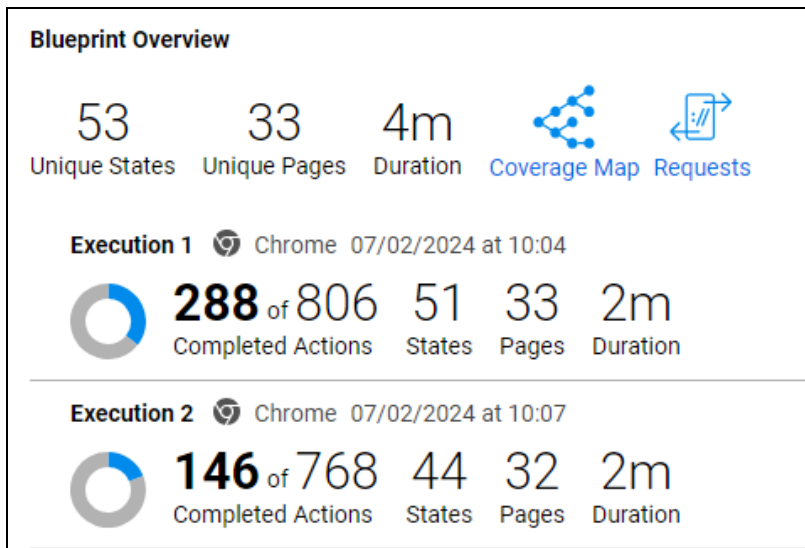 Blueprint Overview
53 33 4m ://
Unique States Unique Pages Duration Coverage Map Requests
Execution 1 Chrome 07/02/2024 at 10:04
288 of 806 51 33 2m
Completed Actions States Pages Duration
Execution 2 Chrome 07/02/2024 at 10:07
146 of 768 44 32 2m
Completed Actions States Pages Duration